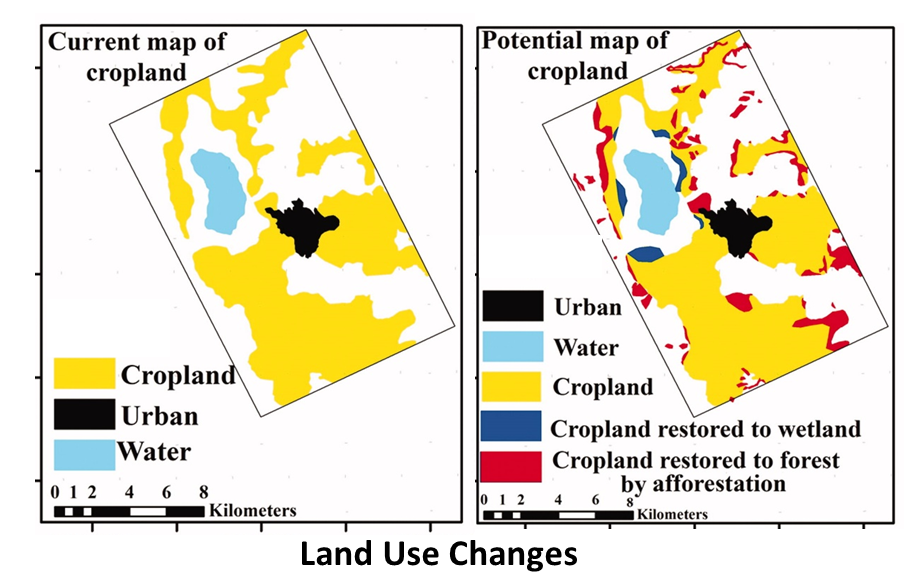 Current map of
cropland
Cropland
Urban
Water
0 1 2 4 6 8
Kilometers
Potential map of
cropland
Urban
Water
Cropland
Cropland restored to wetland
Cropland restored to forest
by afforestation
0 1 2 4 6 8
Kilometers
Land Use Changes